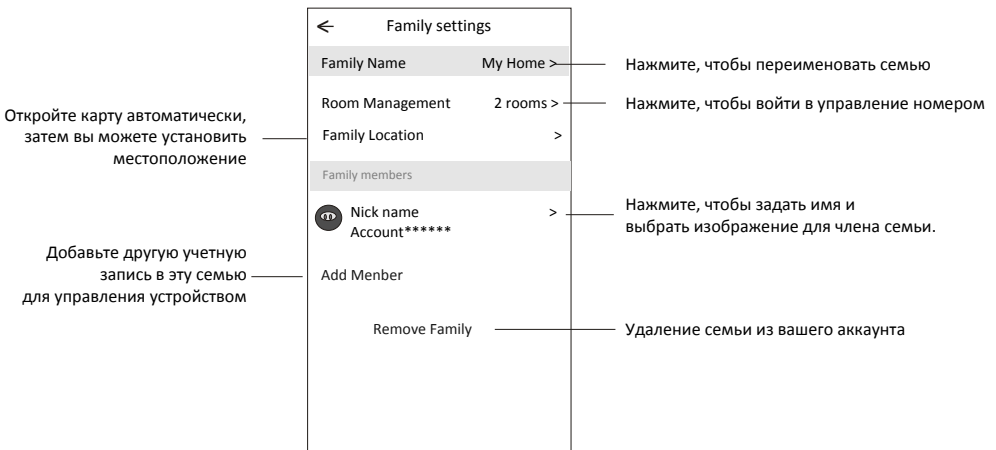 ← Family settings
Family Name My Home >
Нажмите, чтобы переименовать семью
Room Management 2 rooms >
Нажмите, чтобы войти в управление номером
Откройте карту автоматически,
затем вы можете установить
местоположение
Family Location >
Family members
Nick name >
Account******
Нажмите, чтобы задать имя и
выбрать изображение для члена семьи.
Добавьте другую учетную
запись в эту семью
для управления устройством
Add Menber
Remove Family
Удаление семьи из вашего аккаунта